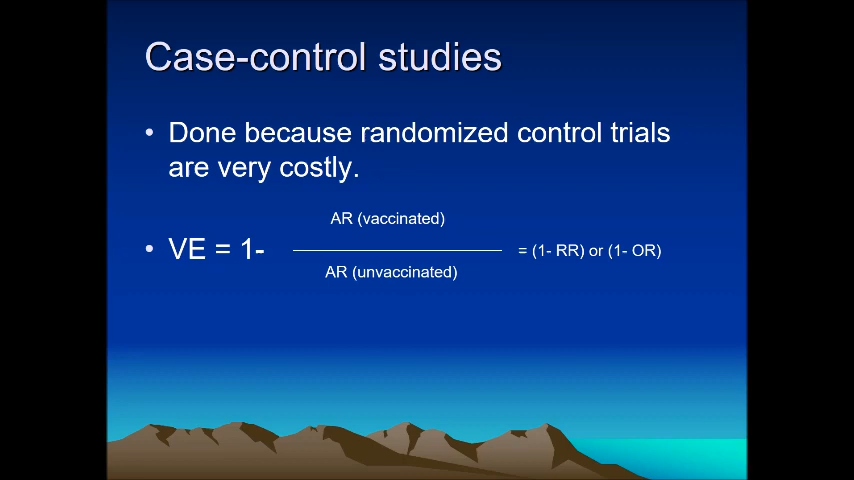 Case-control studies
• Done because randomized control trials
are very costly.
AR (vaccinated)
• VE = 1- = (1- RR) or (1- OR)
AR (unvaccinated)